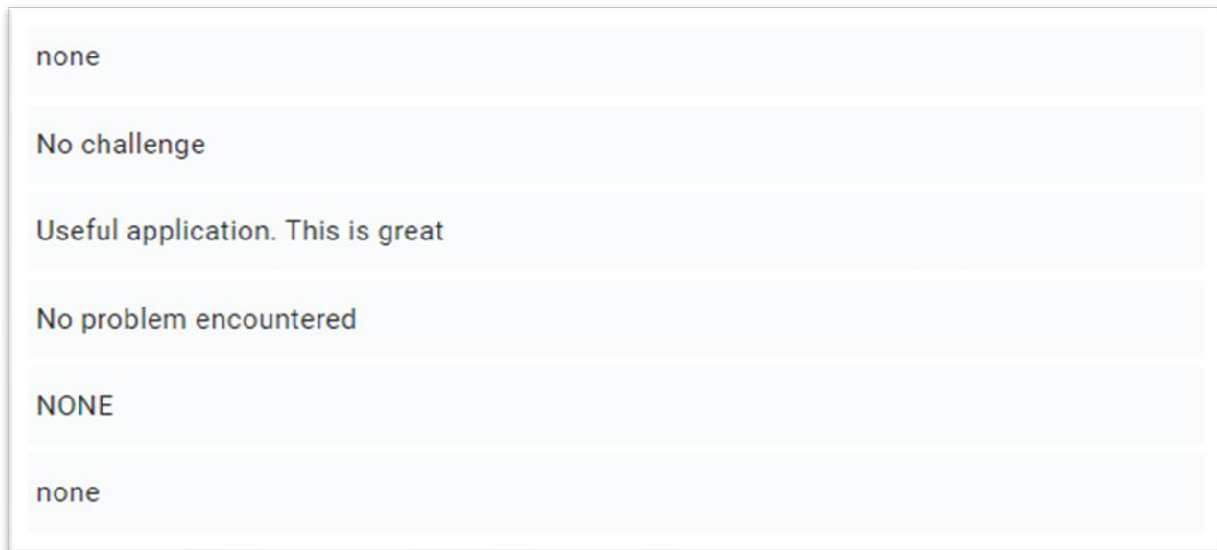 none
No challenge
Useful application. This is great
No problem encountered
NONE
none